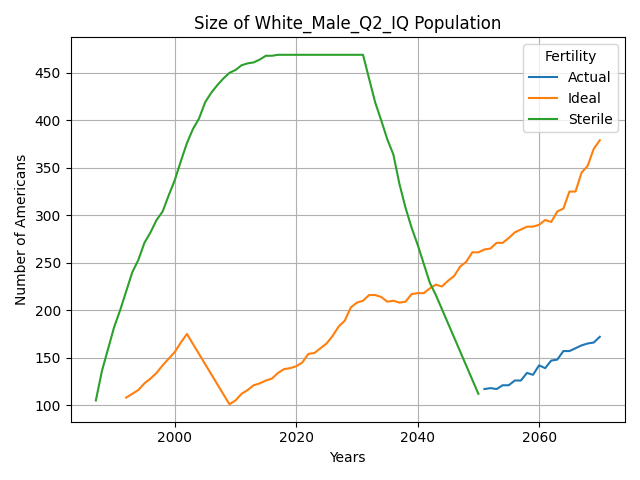 Size of White_Male_Q2_IQ Population
Number of Americans
450
400
350
300
250
200
150
100
2000
2020
2040
2060
Years
Fertility
Actual
Ideal
Sterile